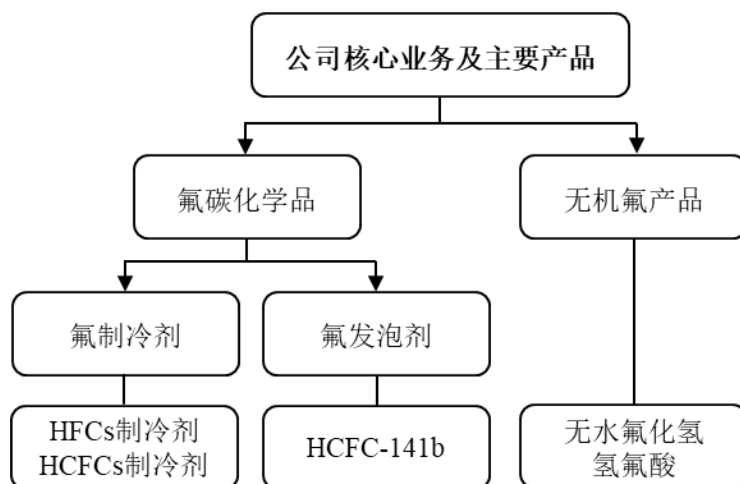 公司核心业务及主要产品
氟碳化学品
无机氟产品
氟制冷剂
氟发泡剂
HFCs制冷剂
HCFCs制冷剂
HCFC-141b
无水氟化氢
氢氟酸